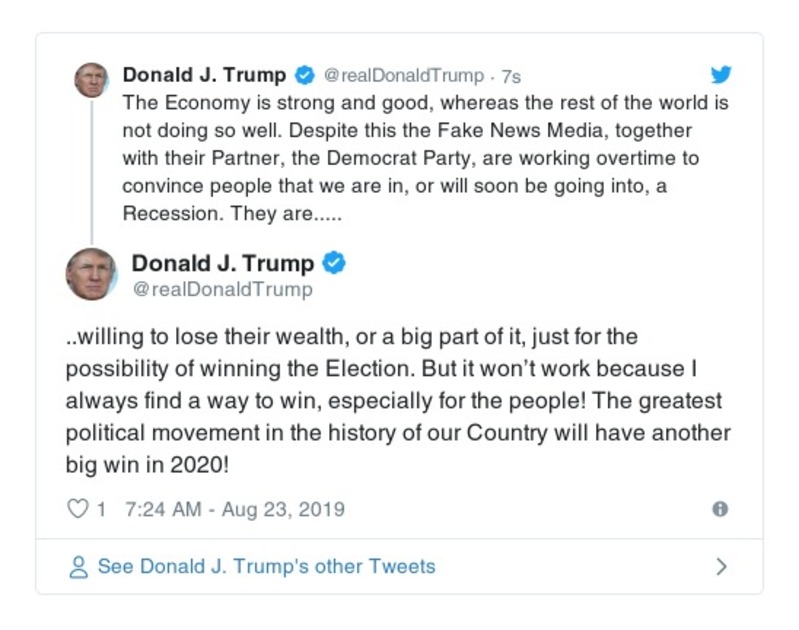 Donald J. Trump @realDonaldTrump · 7s
The Economy is strong and good, whereas the rest of the world is
not doing so well. Despite this the Fake News Media, together
with their Partner, the Democrat Party, are working overtime to
convince people that we are in, or will soon be going into, a
Recession. They are.....
Donald J. Trump
@realDonaldTrump
..willing to lose their wealth, or a big part of it, just for the
possibility of winning the Election. But it won’t work because I
always find a way to win, especially for the people! The greatest
political movement in the history of our Country will have another
big win in 2020!
1 7:24 AM - Aug 23, 2019
See Donald J. Trump's other Tweets